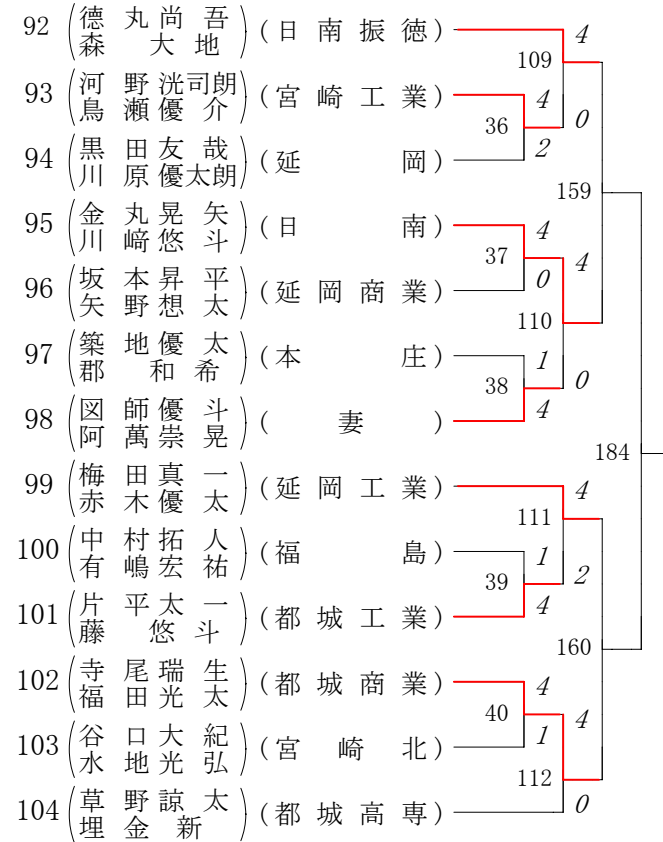 92 (徳丸尚吾 森大地) (日南振徳) 4
109
93 (河野洸司朗 鳥瀬優介) (宮崎工業) 4 0
36
94 (黒田友哉 川原優太朗) (延岡) 2
159
95 (金丸晃矢 川﨑悠斗) (日南) 4
37 4
96 (坂本昇平 矢野想太) (延岡商業) 0
110
97 (築地優太 郡和希) (本庄) 1
38 0
98 (図師優斗 阿萬崇晃) (妻) 4
184
99 (梅田真一 赤木優太) (延岡工業) 4
111
100 (中村拓人 有嶋宏祐) (福島) 1
39 2
101 (片平太一 藤悠斗) (都城工業) 4
160
102 (寺尾瑞生 福田光太) (都城商業) 4
40 4
103 (谷口大紀 水地光弘) (宮崎北) 1
112
104 (草野諒太 埋金新) (都城高専) 0